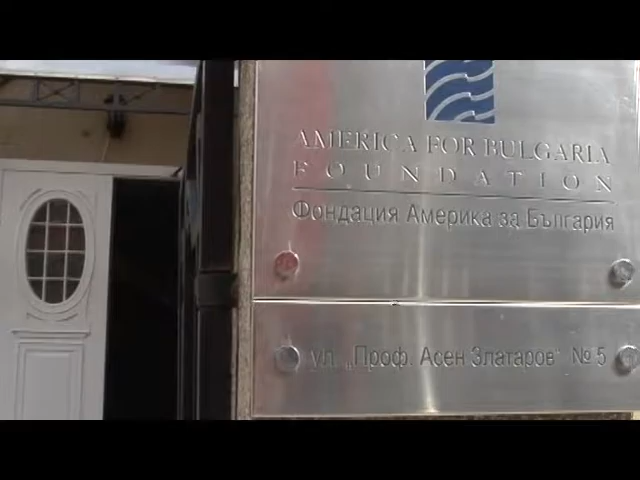 AMERICA FOR BULGARIA
FOUNDATION
Фондация Америка за България
ул. „Проф. Асен Златаров“ № 5